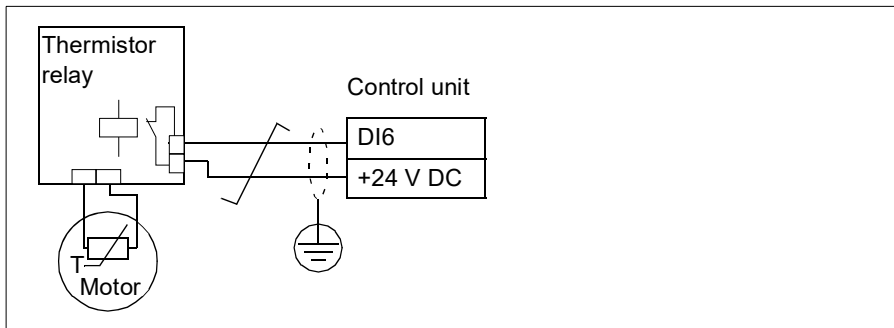 Thermistor
relay
Control unit
DI6
+24 V DC
T
Motor